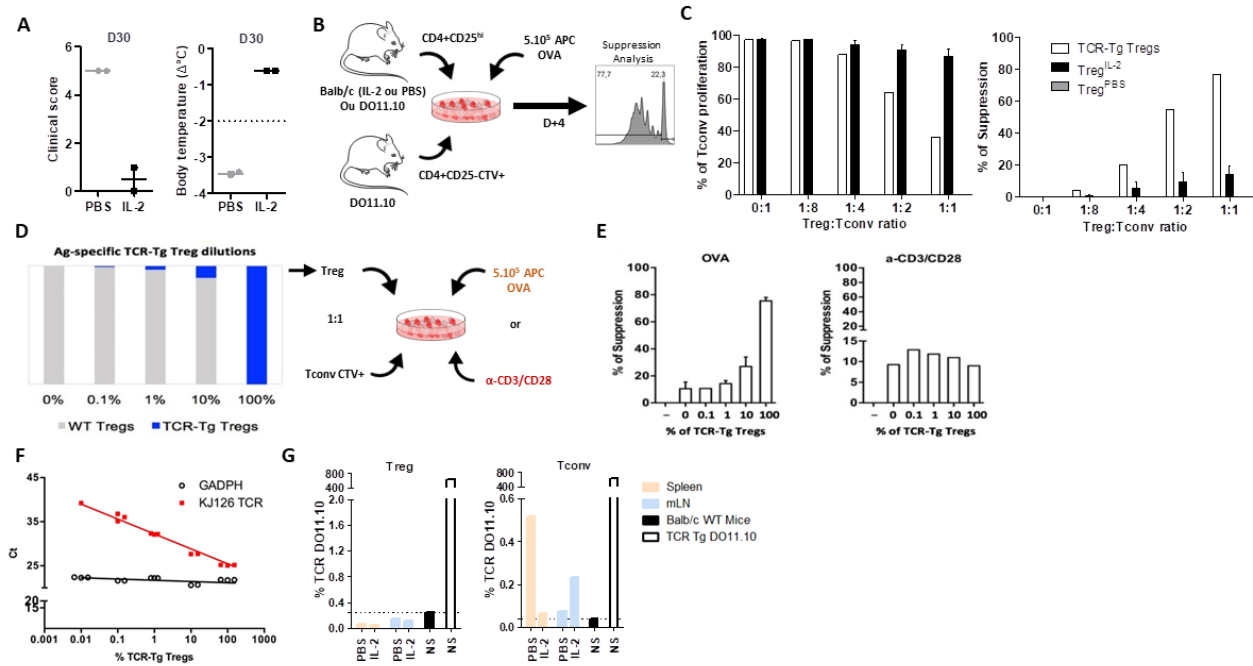 A
D30
D30
Clinical score
6
4
2
0
PBS IL-2
Body temperature (Δ°C)
0
-1
-2
-3
-4
PBS IL-2
B
CD4+CD25hi
5.10⁵ APC
OVA
Balb/c (IL-2 ou PBS)
Ou DO11.10
D+4
Suppression
Analysis
77,7
22,3
CD4+CD25-CTV+
DO11.10
C
% of Tconv proliferation
100
80
60
40
20
0
0:1 1:8 1:4 1:2 1:1
Treg:Tconv ratio
% of Suppression
100
80
60
40
20
0
0:1 1:8 1:4 1:2 1:1
Treg:Tconv ratio
TCR-Tg Tregs
Treg^IL-2
Treg^PBS
D
Ag-specific TCR-Tg Treg dilutions
0% 0.1% 1% 10% 100%
WT Tregs TCR-Tg Tregs
Treg
1:1
Tconv CTV+
5.10⁵ APC
OVA
or
α-CD3/CD28
E
OVA
% of Suppression
100
80
60
40
20
0
– 0 0.1 1 10 100
% of TCR-Tg Tregs
a-CD3/CD28
% of Suppression
100
80
60
40
20
15
10
5
0
– 0 0.1 1 10 100
% of TCR-Tg Tregs
F
GADPH
KJ126 TCR
Ct
45
35
25
20
15
0.001 0.01 0.1 1 10 100 1000
% TCR-Tg Tregs
G
Treg
% TCR DO11.10
800
400
2.0
1.6
1.2
0.8
0.4
0.0
PBS IL-2 PBS IL-2 NS NS
Tconv
% TCR DO11.10
800
400
0.6
0.4
0.2
0.0
PBS IL-2 PBS IL-2 NS NS
Spleen
mLN
Balb/c WT Mice
TCR Tg DO11.10